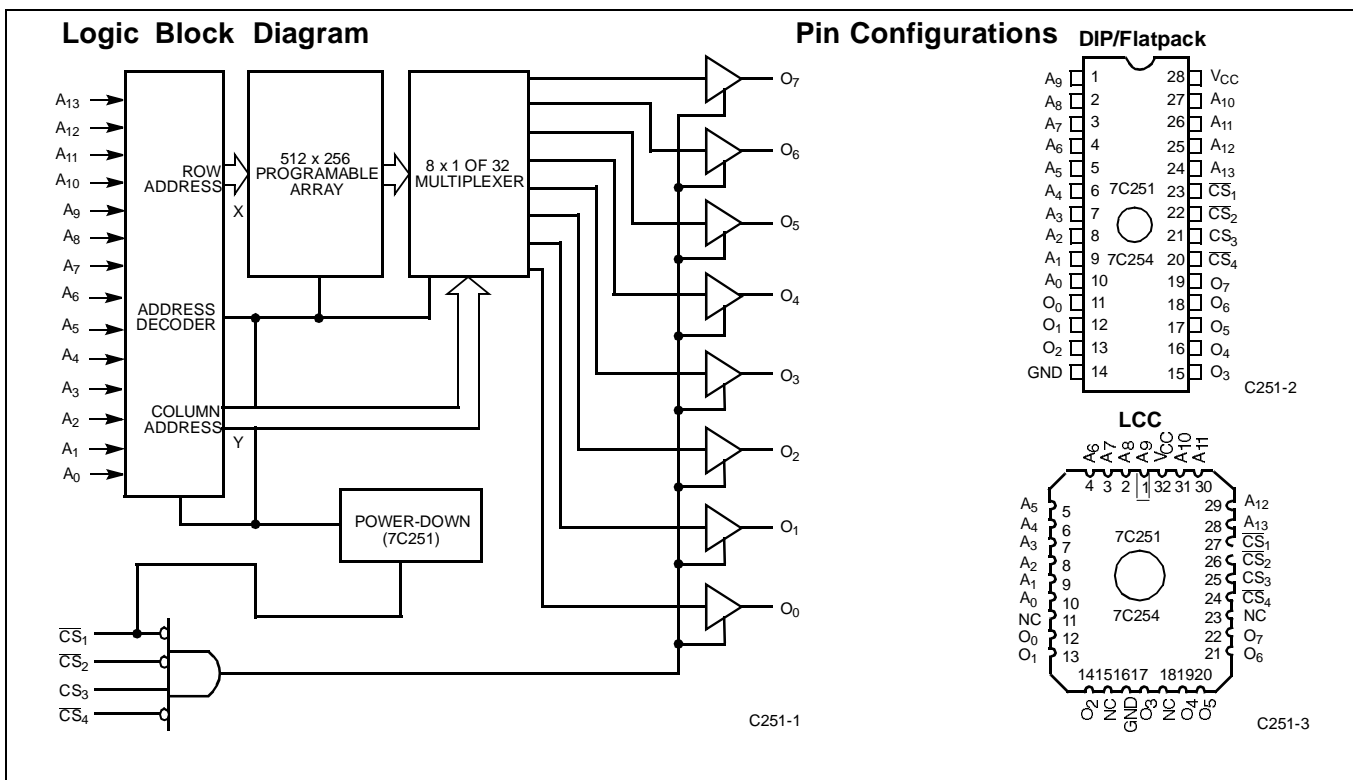 Logic Block Diagram
A13
A12
A11
A10
A9
A8
A7
A6
A5
A4
A3
A2
A1
A0
ROW
ADDRESS
X
ADDRESS
DECODER
COLUMN
ADDRESS
Y
512 x 256
PROGRAMABLE
ARRAY
8 x 1 OF 32
MULTIPLEXER
POWER-DOWN
(7C251)
O7
O6
O5
O4
O3
O2
O1
O0
C̅S̅1
C̅S̅2
CS3
C̅S̅4
C251-1
Pin Configurations
DIP/Flatpack
A9 1 28 VCC
A8 2 27 A10
A7 3 26 A11
A6 4 25 A12
A5 5 24 A13
A4 6 7C251 23 C̅S̅1
A3 7 22 C̅S̅2
A2 8 21 CS3
A1 9 7C254 20 C̅S̅4
A0 10 19 O7
O0 11 18 O6
O1 12 17 O5
O2 13 16 O4
GND 14 15 O3
C251-2
LCC
A6 A7 A8 A9 VCC A10 A11
4 3 2 1 32 31 30
A5 5 29 A12
A4 6 28 A13
A3 7 7C251 27 C̅S̅1
A2 8 26 C̅S̅2
A1 9 25 CS3
A0 10 24 C̅S̅4
NC 11 7C254 23 NC
O0 12 22 O7
O1 13 21 O6
14 15 16 17 18 19 20
O2 NC GND O3 NC O4 O5
C251-3